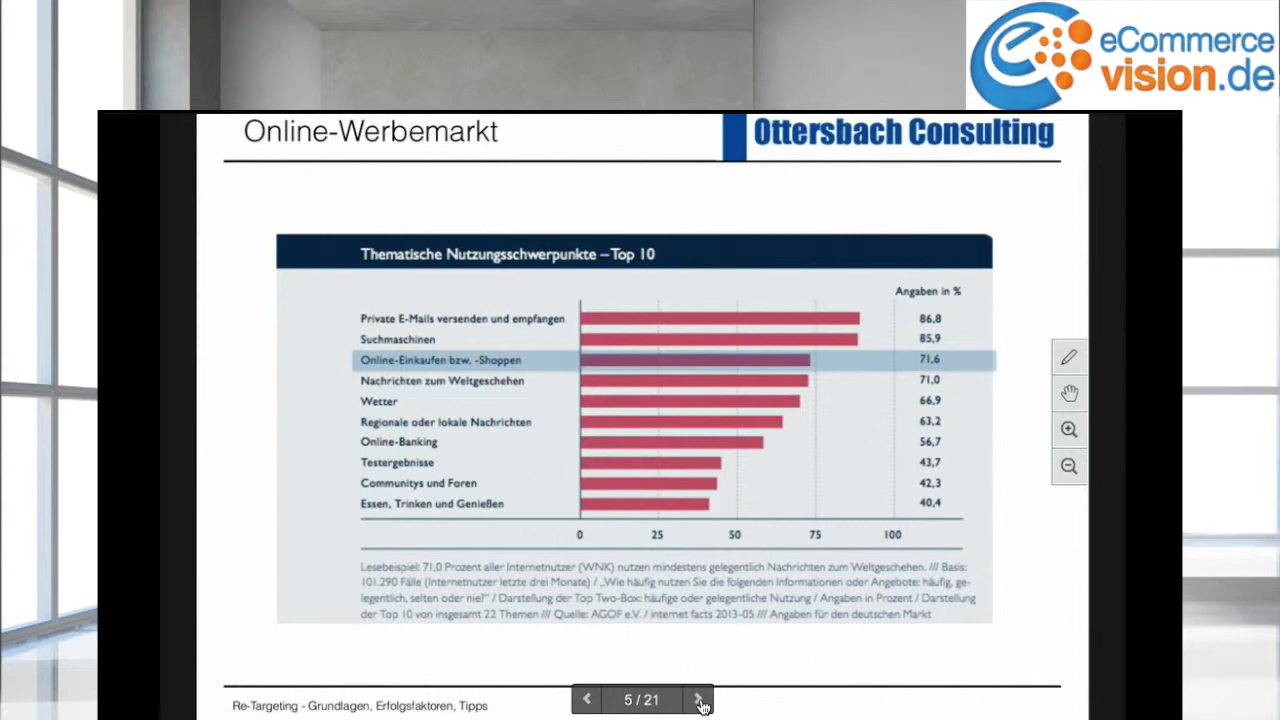 eCommerce
vision.de
Online-Werbemarkt
Ottersbach Consulting
Thematische Nutzungsschwerpunkte – Top 10
Angaben in %
Private E-Mails versenden und empfangen 86,8
Suchmaschinen 85,9
Online-Einkaufen bzw. -Shoppen 71,6
Nachrichten zum Weltgeschehen 71,0
Wetter 66,9
Regionale oder lokale Nachrichten 63,2
Online-Banking 56,7
Testergebnisse 43,7
Communitys und Foren 42,3
Essen, Trinken und Genießen 40,4
0 25 50 75 100
Lesebeispiel: 71,0 Prozent aller Internetnutzer (WNK) nutzen mindestens gelegentlich Nachrichten zum Weltgeschehen. /// Basis:
101.290 Fälle (Internetnutzer letzte drei Monate) / „Wie häufig nutzen Sie die folgenden Informationen oder Angebote: häufig, ge-
legentlich, selten oder nie?" / Darstellung der Top Two-Box: häufige oder gelegentliche Nutzung / Angaben in Prozent / Darstellung
der Top 10 von insgesamt 22 Themen /// Quelle: AGOF e.V. / internet facts 2013-05 /// Angaben für den deutschen Markt
Re-Targeting - Grundlagen, Erfolgsfaktoren, Tipps
5 / 21